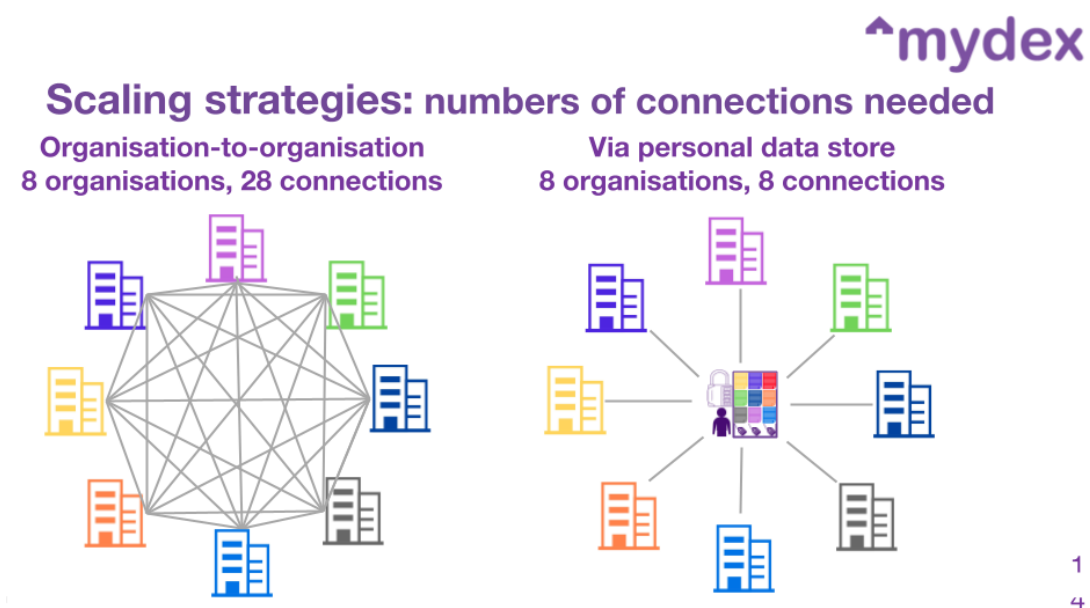 mydex
Scaling strategies: numbers of connections needed
Organisation-to-organisation
8 organisations, 28 connections
Via personal data store
8 organisations, 8 connections
1
4